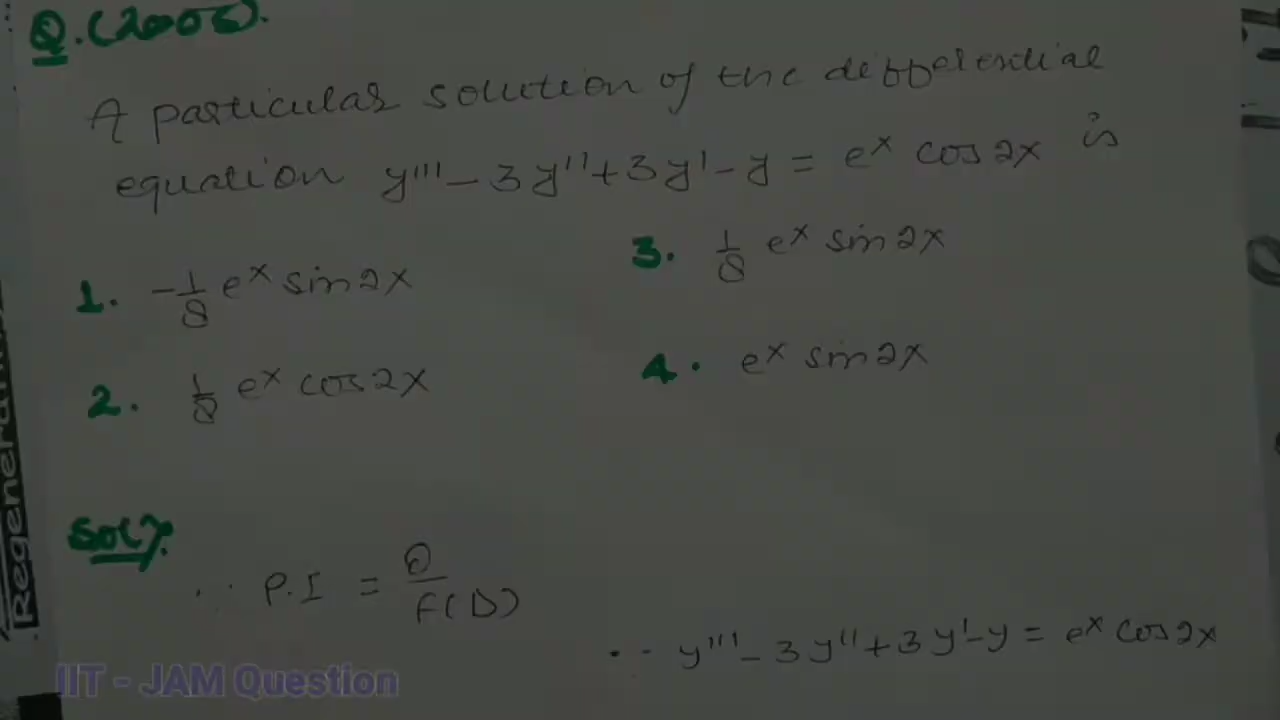 Q. (2006).
A particular solution of the differential
equation y''' - 3y'' + 3y' - y = e^x cos 2x is
1. -1/8 e^x sin 2x
3. 1/8 e^x sin 2x
2. 1/8 e^x cos 2x
4. e^x sin 2x
Sol).
∵ P.I = Q/F(D)
∵ y''' - 3y'' + 3y' - y = e^x cos 2x
IIT - JAM Question